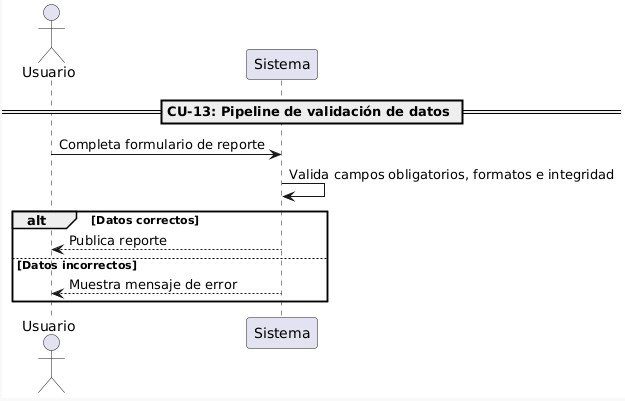 Usuario
Sistema
CU-13: Pipeline de validación de datos
Completa formulario de reporte
Valida campos obligatorios, formatos e integridad
alt [Datos correctos]
Publica reporte
[Datos incorrectos]
Muestra mensaje de error
Usuario
Sistema